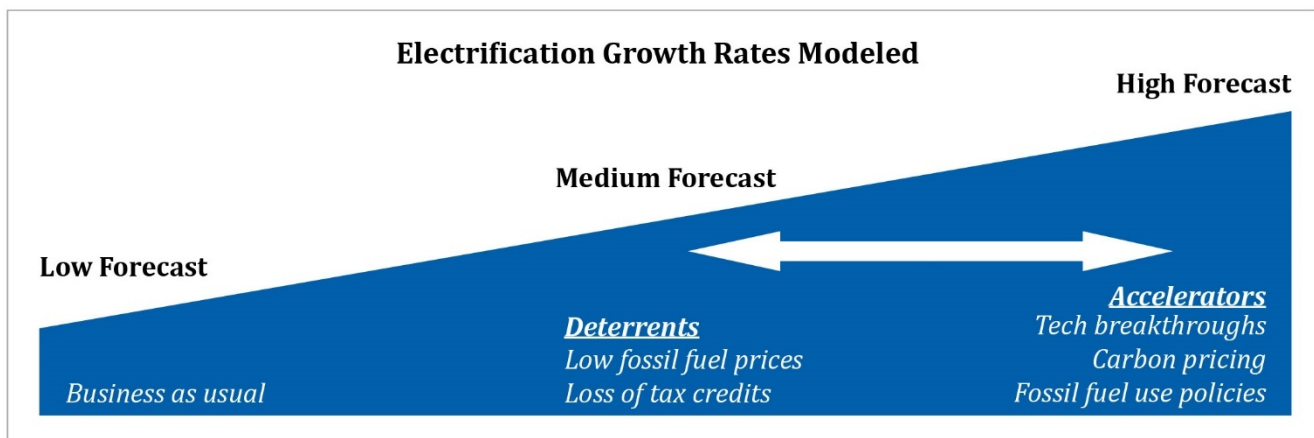 Electrification Growth Rates Modeled
High Forecast
Medium Forecast
Low Forecast
Deterrents
Low fossil fuel prices
Loss of tax credits
Accelerators
Tech breakthroughs
Carbon pricing
Fossil fuel use policies
Business as usual